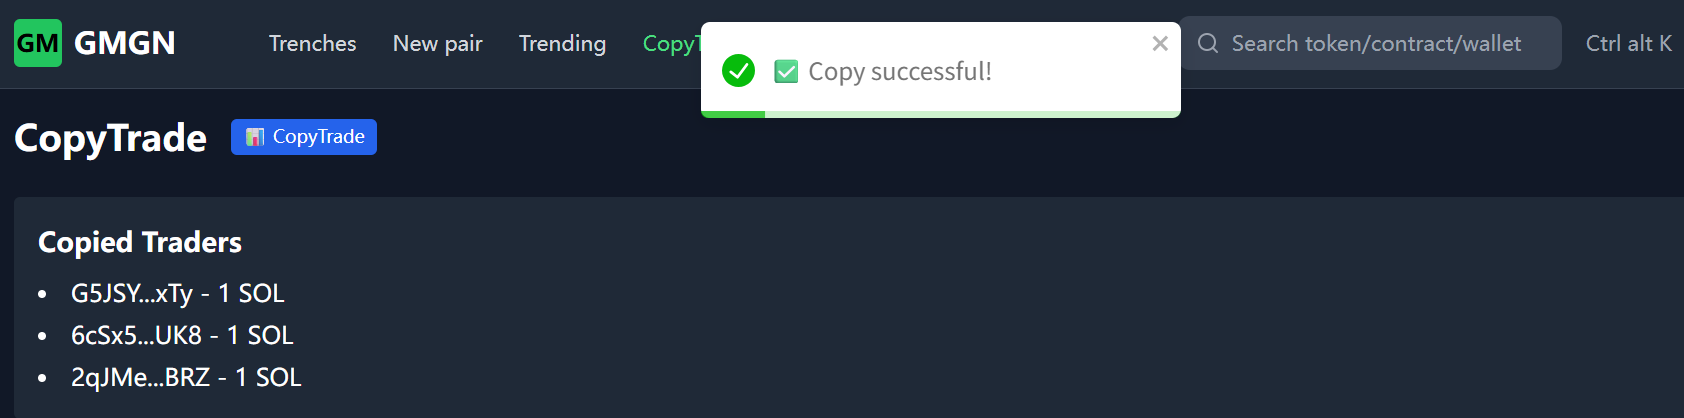 GM GMGN Trenches New pair Trending CopyT Search token/contract/wallet Ctrl alt K
✅ Copy successful!
CopyTrade 📊 CopyTrade
Copied Traders
• G5JSY...xTy - 1 SOL
• 6cSx5...UK8 - 1 SOL
• 2qJMe...BRZ - 1 SOL